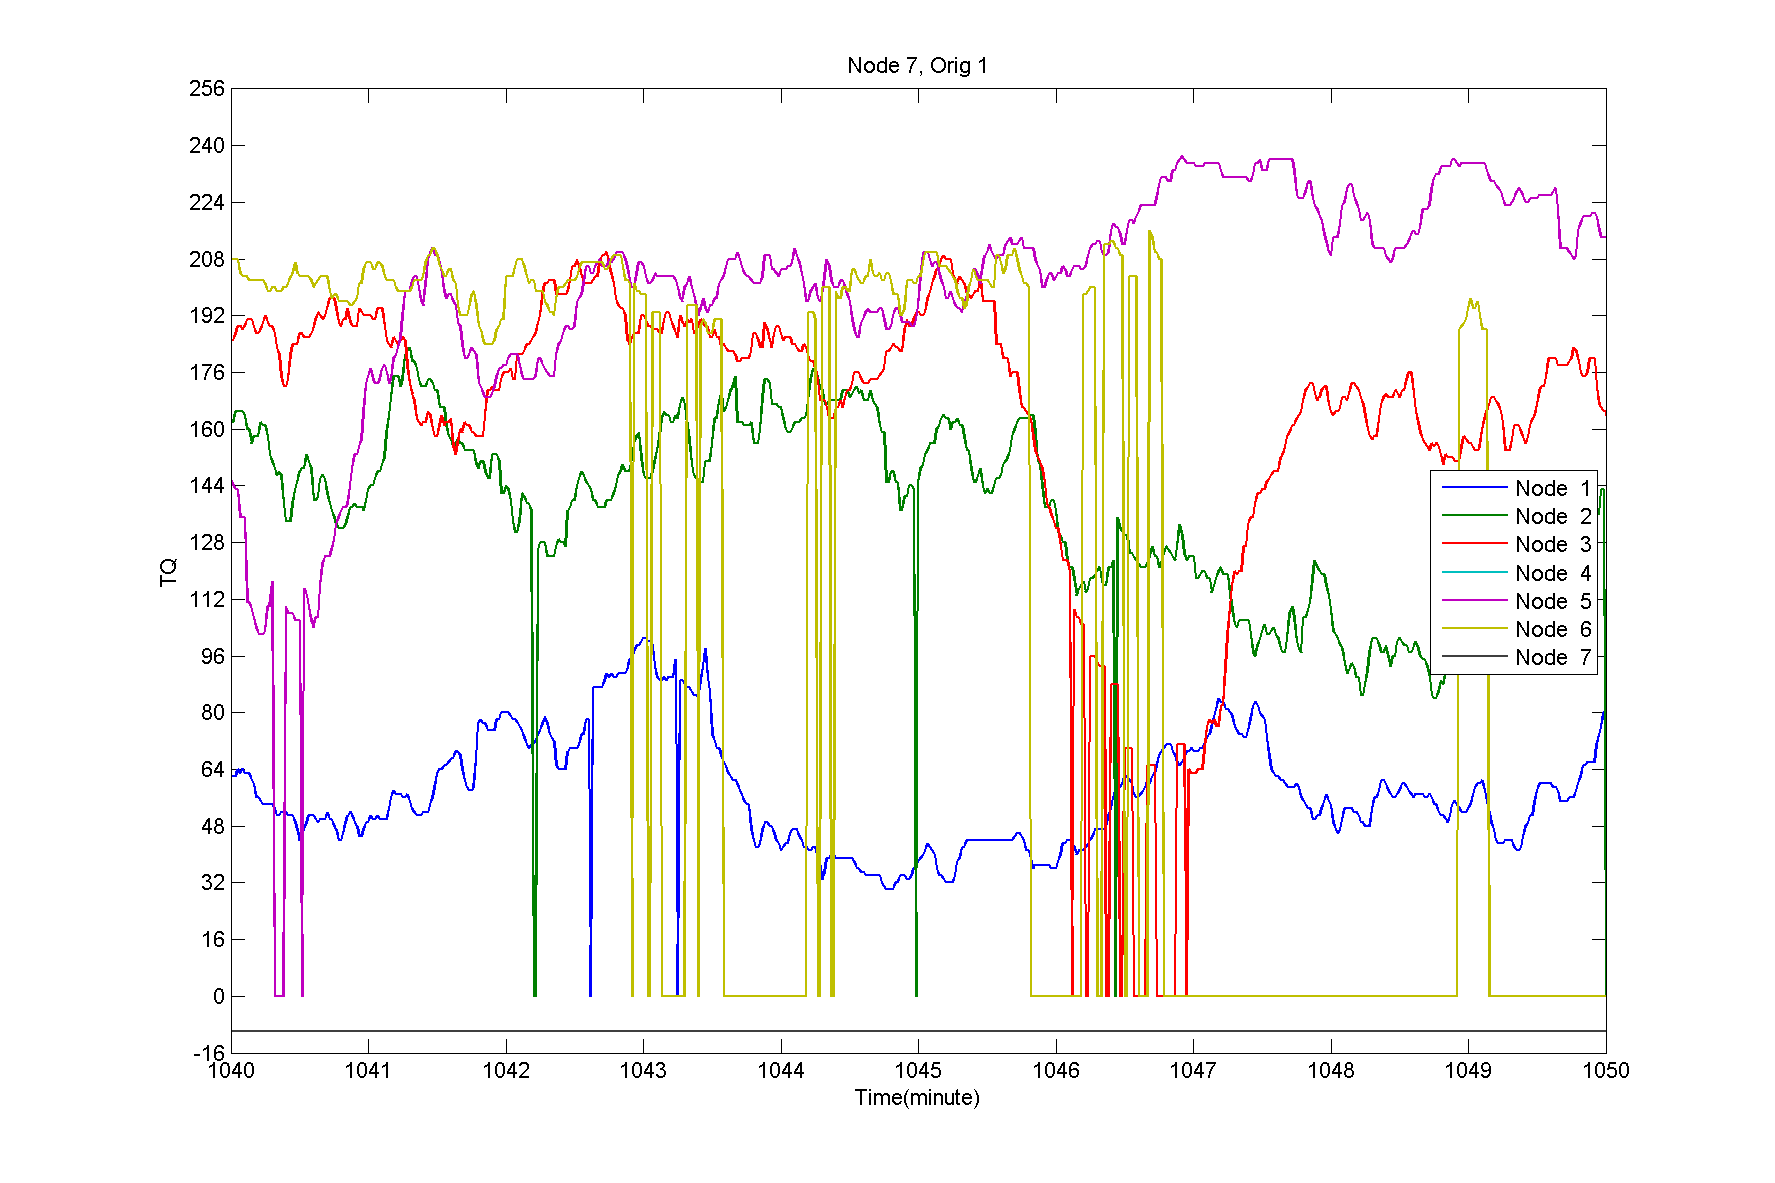 Node 7, Orig 1
256
240
224
208
192
176
160
144
128
112
96
80
64
48
32
16
0
-16
TQ
Node 1
Node 2
Node 3
Node 4
Node 5
Node 6
Node 7
1040 1041 1042 1043 1044 1045 1046 1047 1048 1049 1050
Time(minute)